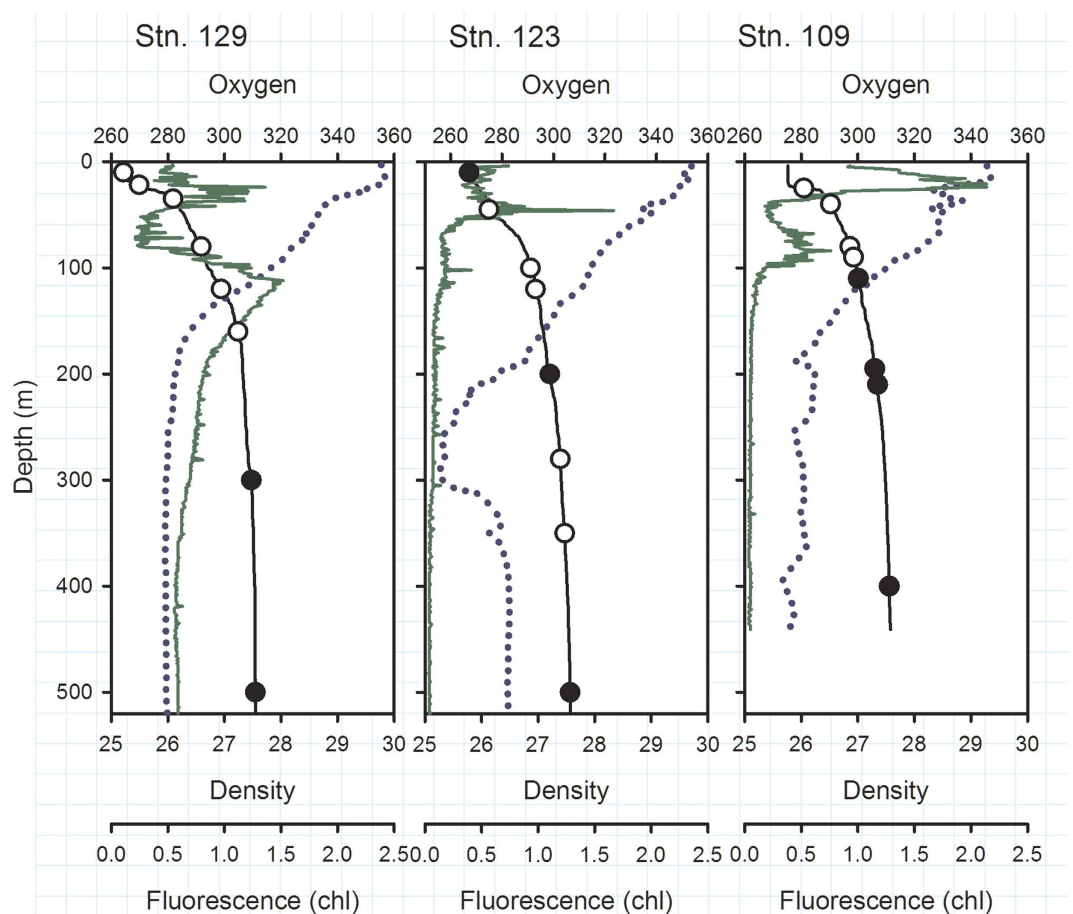 Stn. 129 Stn. 123 Stn. 109
Oxygen Oxygen Oxygen
260 280 300 320 340 360 260 280 300 320 340 360 260 280 300 320 340 360
0
100
200
300
400
500
Depth (m)
25 26 27 28 29 30 25 26 27 28 29 30 25 26 27 28 29 30
Density Density Density
0.0 0.5 1.0 1.5 2.0 2.5 0.0 0.5 1.0 1.5 2.0 2.5 0.0 0.5 1.0 1.5 2.0 2.5
Fluorescence (chl) Fluorescence (chl) Fluorescence (chl)